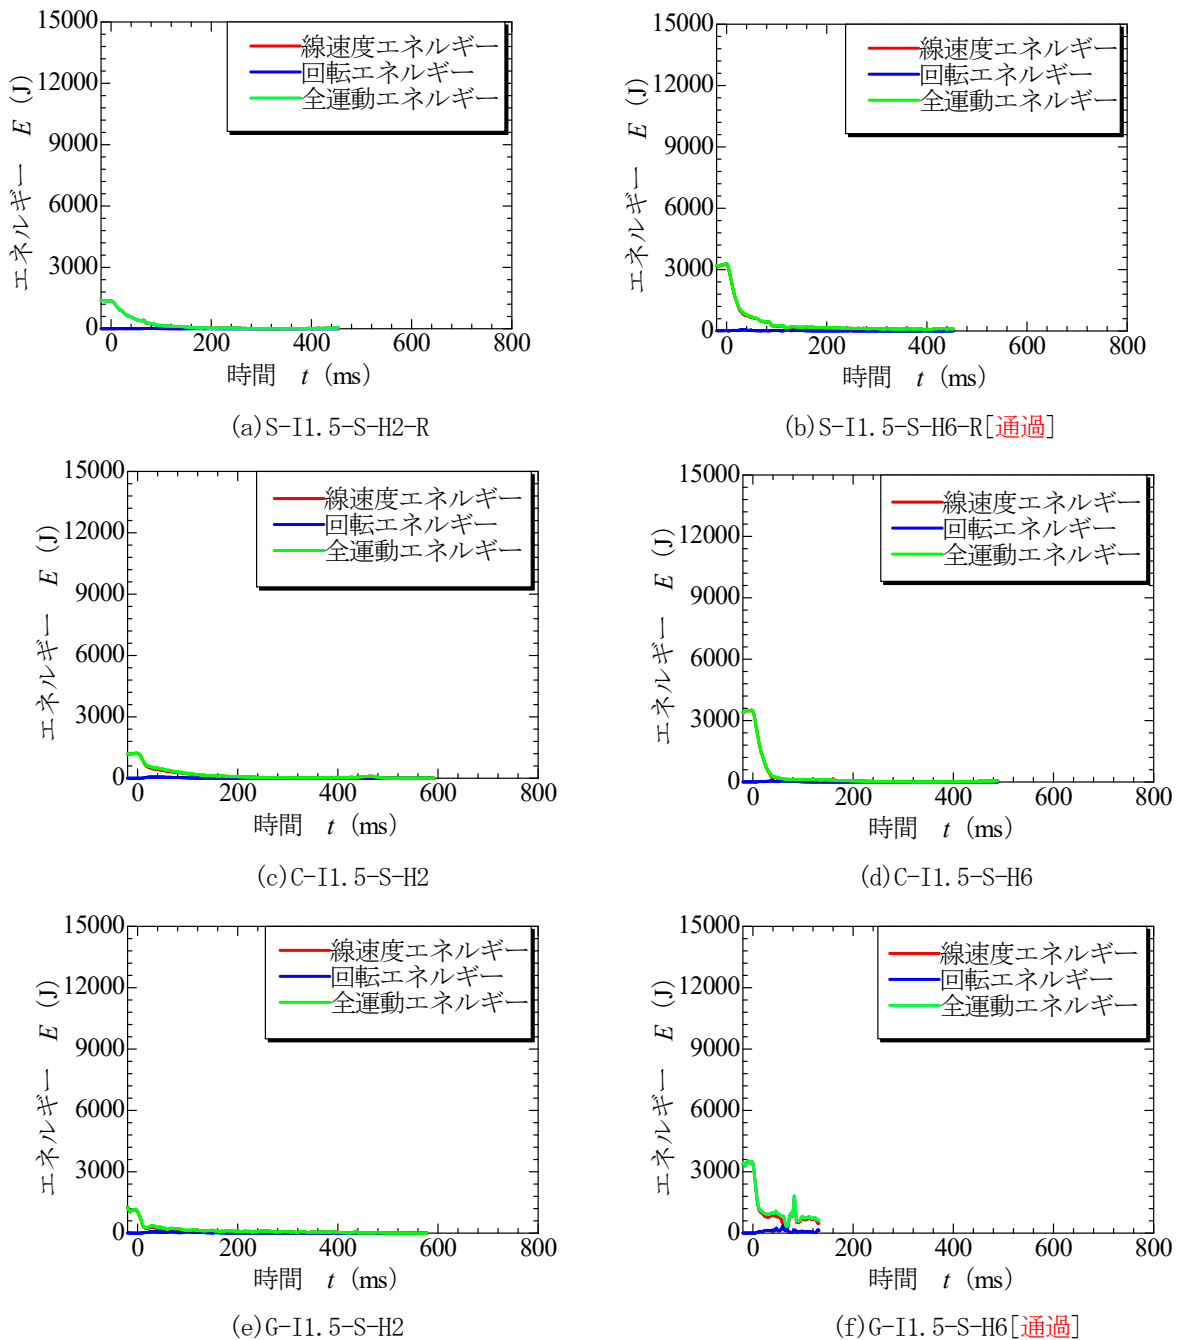 15000
12000
9000
6000
3000
0
エネルギー E (J)
線速度エネルギー
回転エネルギー
全運動エネルギー
0 200 400 600 800
時間 t (ms)
(a)S-I1.5-S-H2-R
15000
12000
9000
6000
3000
0
エネルギー E (J)
線速度エネルギー
回転エネルギー
全運動エネルギー
0 200 400 600 800
時間 t (ms)
(b)S-I1.5-S-H6-R[通過]
15000
12000
9000
6000
3000
0
エネルギー E (J)
線速度エネルギー
回転エネルギー
全運動エネルギー
0 200 400 600 800
時間 t (ms)
(c)C-I1.5-S-H2
15000
12000
9000
6000
3000
0
エネルギー E (J)
線速度エネルギー
回転エネルギー
全運動エネルギー
0 200 400 600 800
時間 t (ms)
(d)C-I1.5-S-H6
15000
12000
9000
6000
3000
0
エネルギー E (J)
線速度エネルギー
回転エネルギー
全運動エネルギー
0 200 400 600 800
時間 t (ms)
(e)G-I1.5-S-H2
15000
12000
9000
6000
3000
0
エネルギー E (J)
線速度エネルギー
回転エネルギー
全運動エネルギー
0 200 400 600 800
時間 t (ms)
(f)G-I1.5-S-H6[通過]